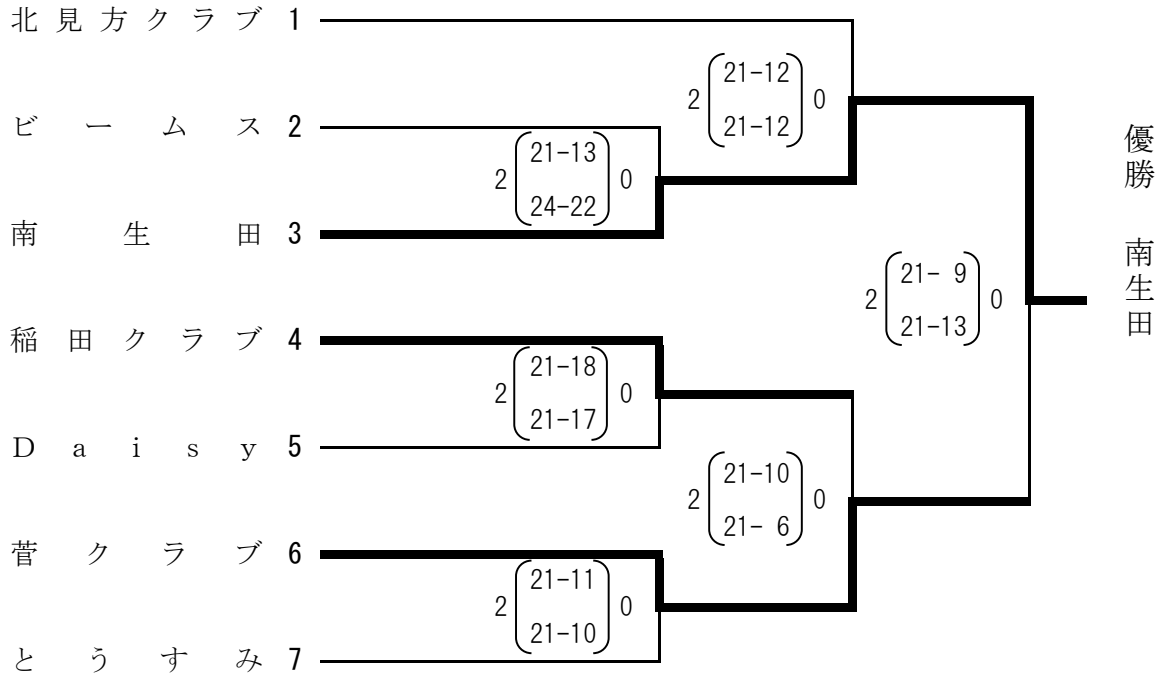 北見方クラブ 1
2 21-12 0
21-12
ビームス 2
2 21-13 0
24-22
南生田 3
優勝 南生田
2 21- 9 0
21-13
稲田クラブ 4
2 21-18 0
21-17
Daisy 5
2 21-10 0
21- 6
菅クラブ 6
2 21-11 0
21-10
とうすみ 7